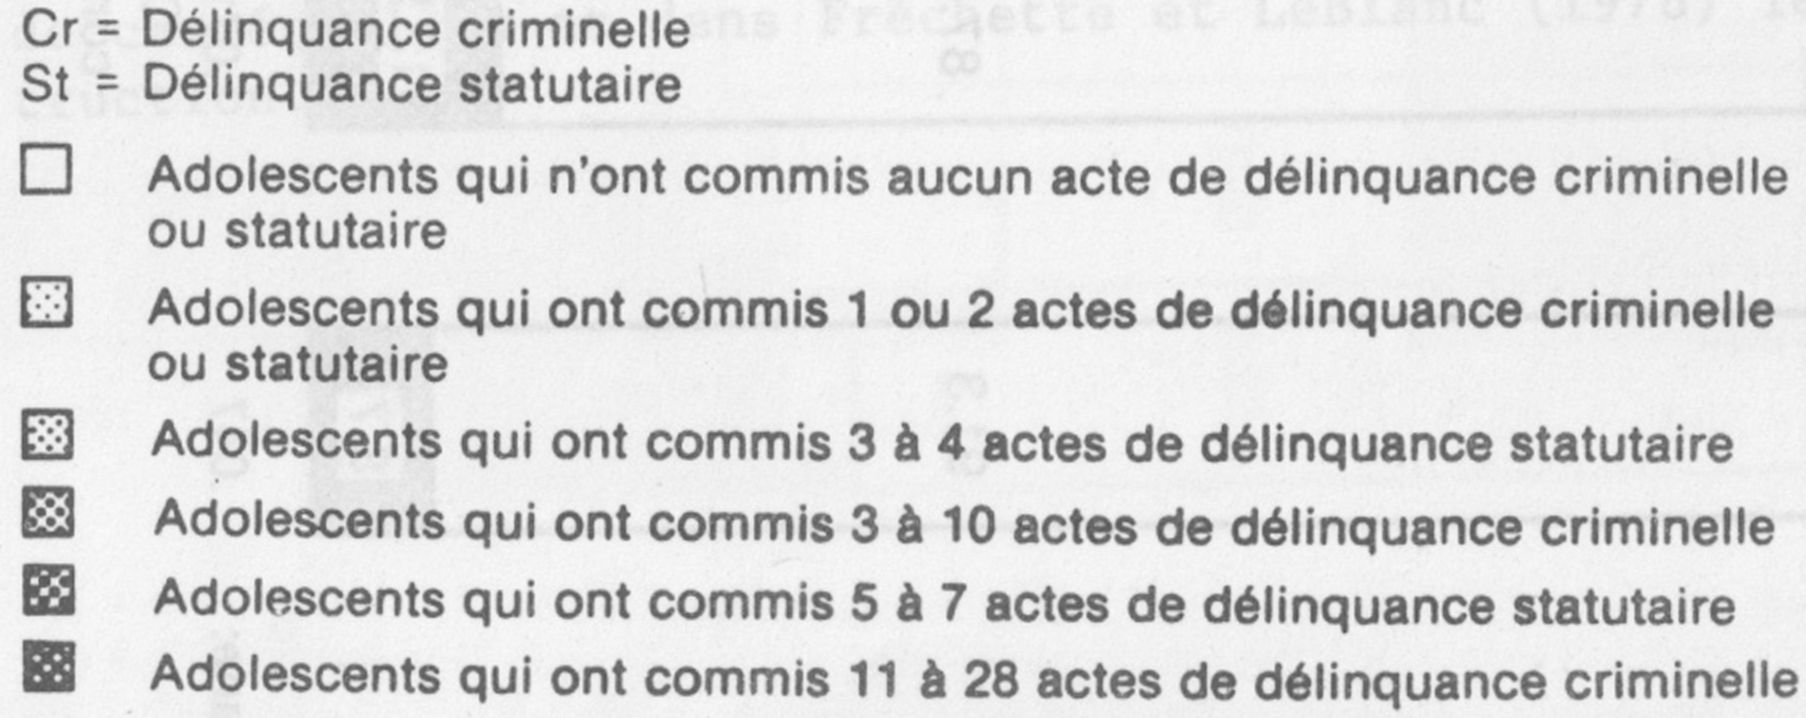 Cr = Délinquance criminelle
St = Délinquance statutaire
Adolescents qui n'ont commis aucun acte de délinquance criminelle
ou statutaire
Adolescents qui ont commis 1 ou 2 actes de délinquance criminelle
ou statutaire
Adolescents qui ont commis 3 à 4 actes de délinquance statutaire
Adolescents qui ont commis 3 à 10 actes de délinquance criminelle
Adolescents qui ont commis 5 à 7 actes de délinquance statutaire
Adolescents qui ont commis 11 à 28 actes de délinquance criminelle